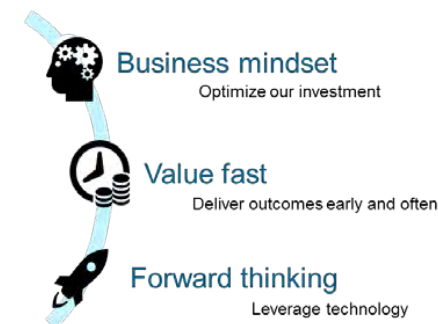 Business mindset
Optimize our investment
Value fast
Deliver outcomes early and often
Forward thinking
Leverage technology